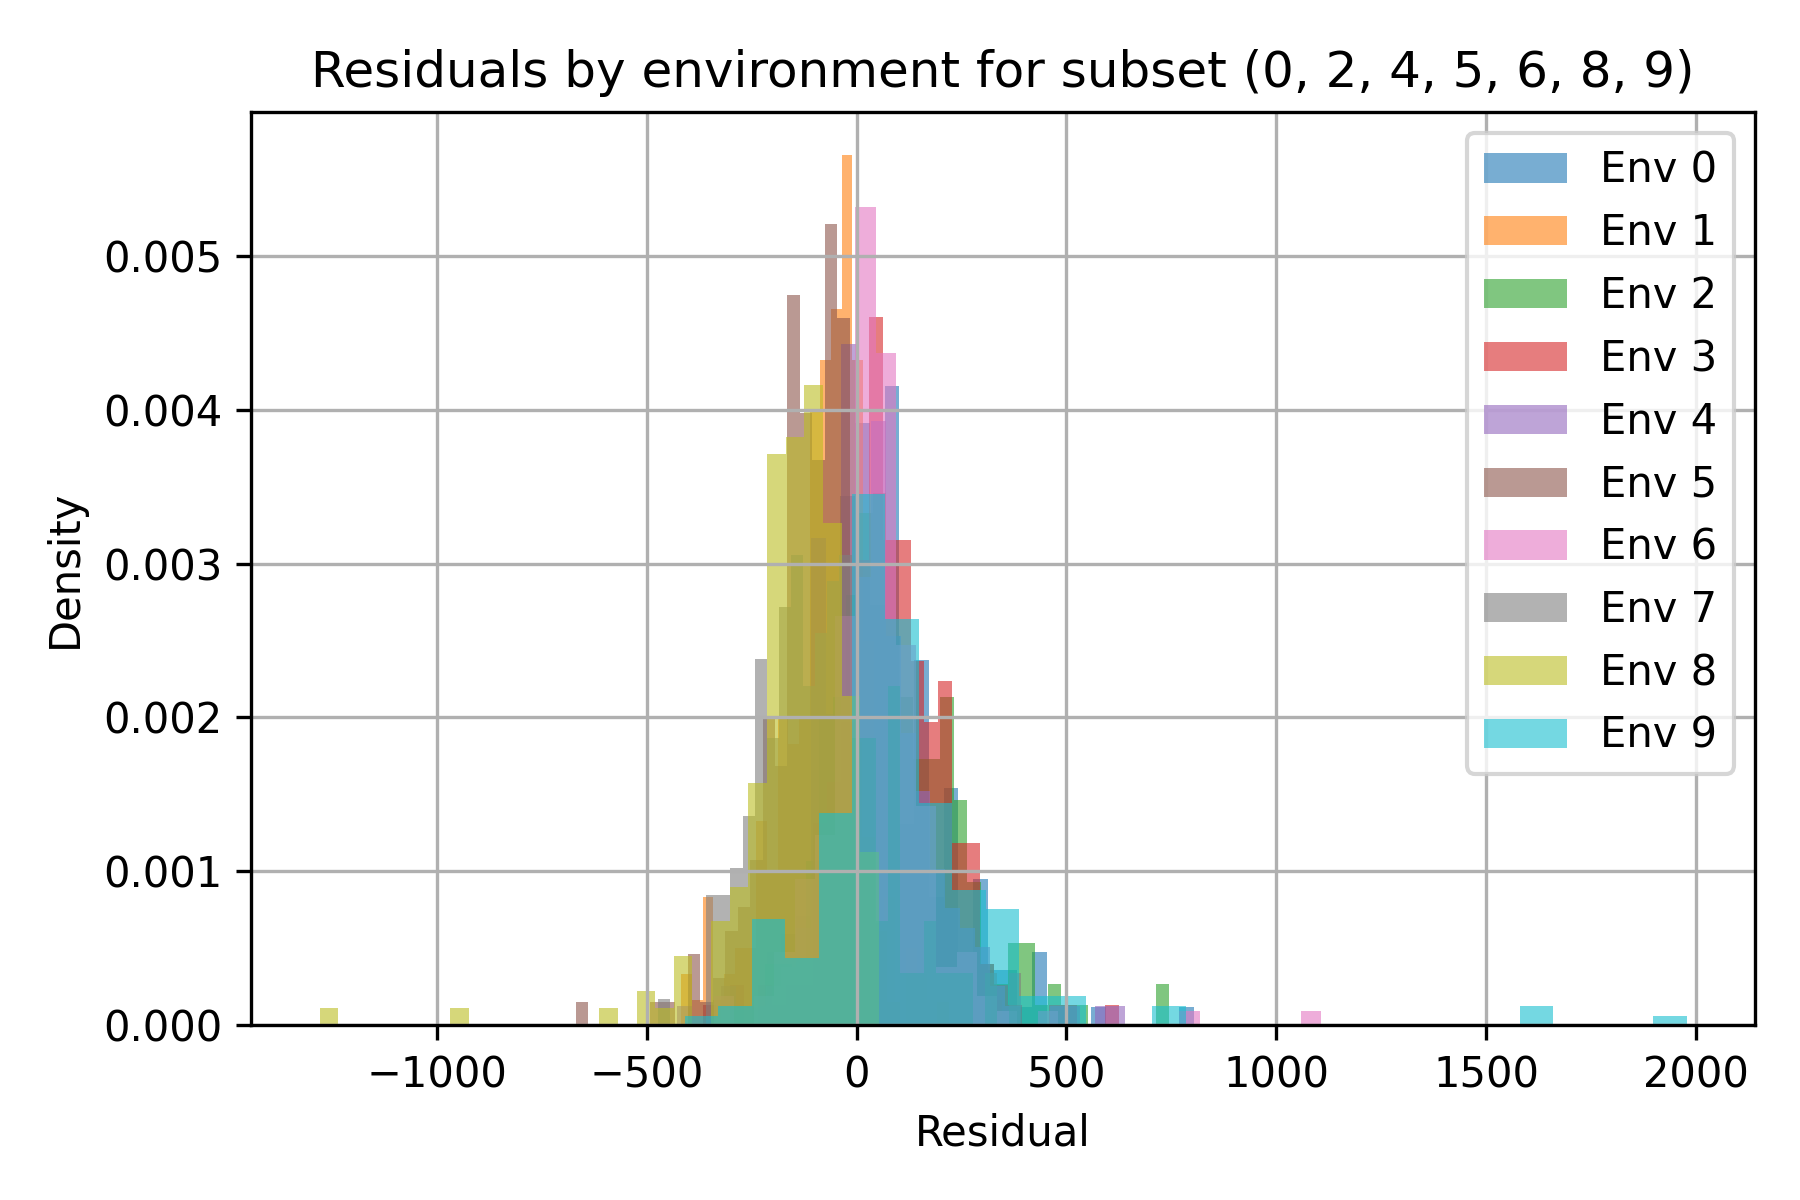 Residuals by environment for subset (0, 2, 4, 5, 6, 8, 9)
Density
0.005
0.004
0.003
0.002
0.001
0.000
−1000
−500
0
500
1000
1500
2000
Residual
Env 0
Env 1
Env 2
Env 3
Env 4
Env 5
Env 6
Env 7
Env 8
Env 9